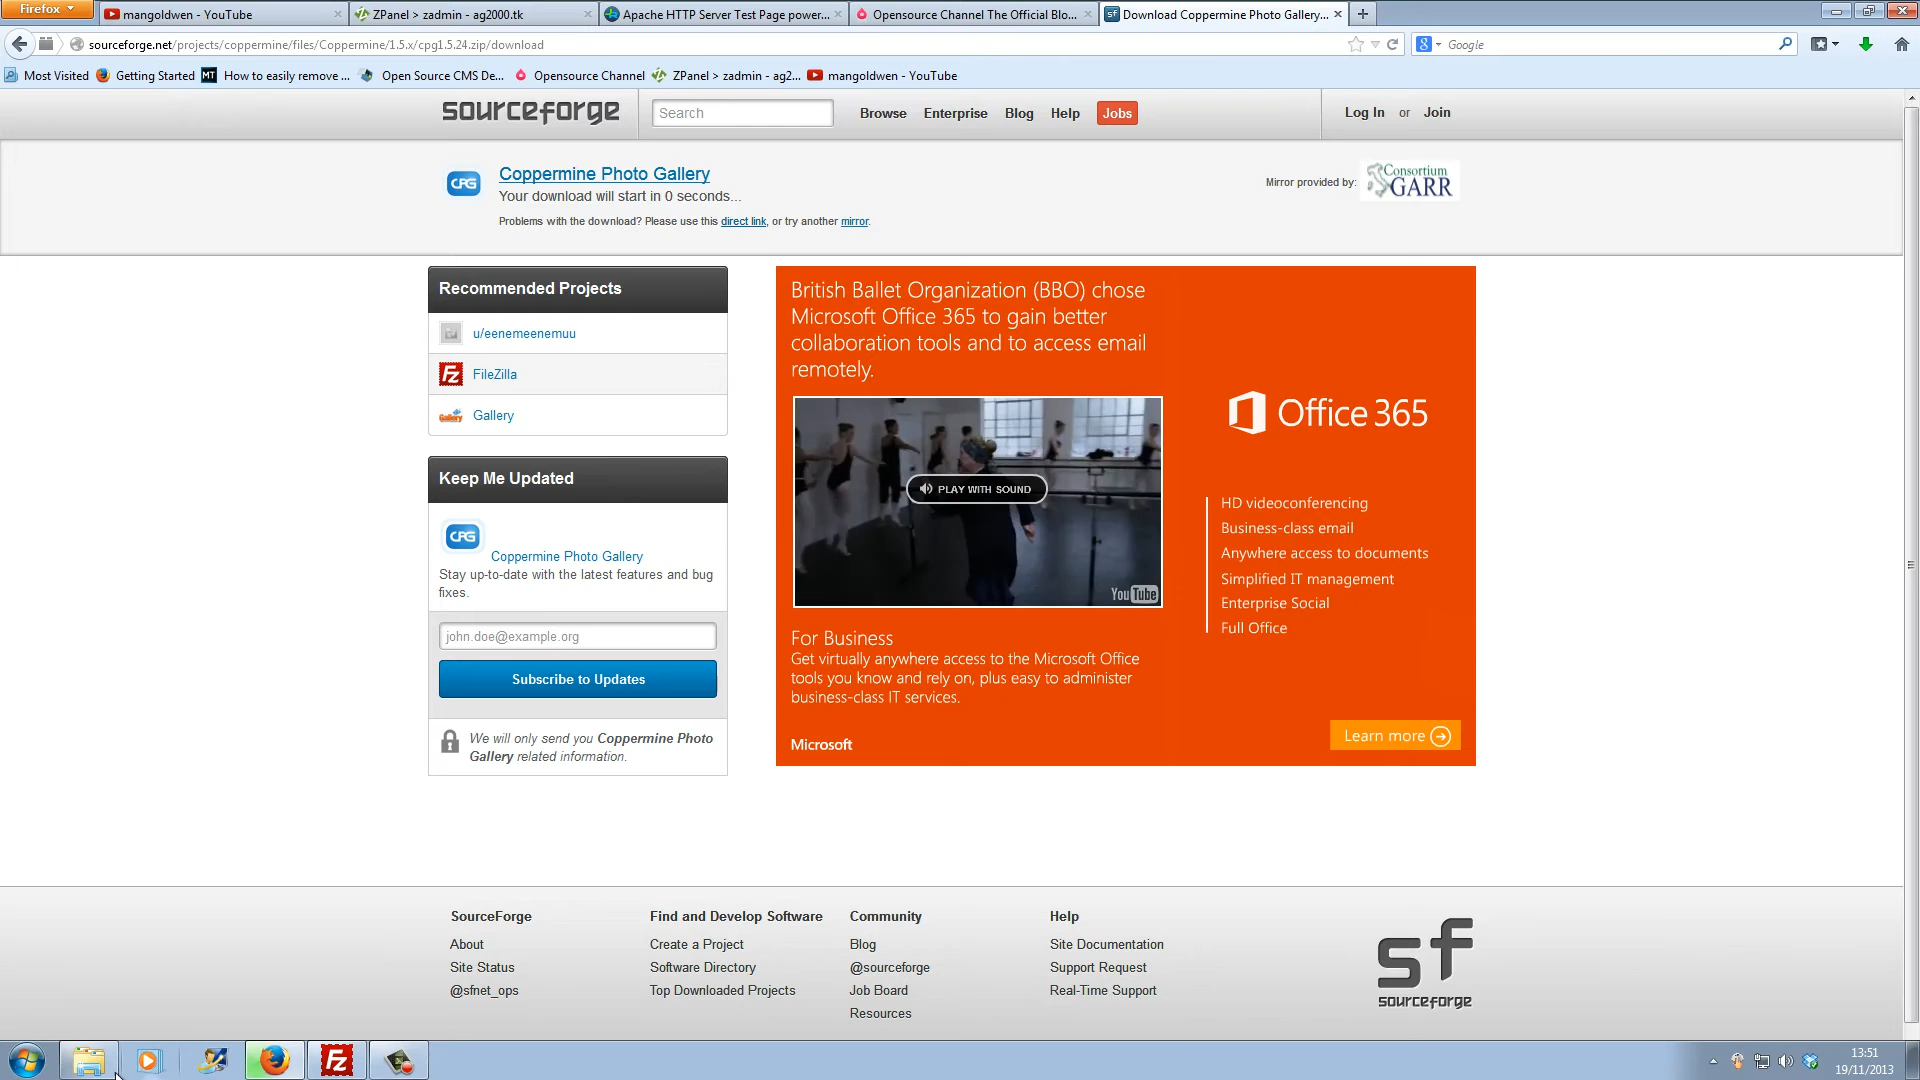 Firefox
mangoldwen - YouTube
ZPanel > zadmin - ag2000.tk
Apache HTTP Server Test Page power...
Opensource Channel The Official Blo...
Download Coppermine Photo Gallery...
sourceforge.net/projects/coppermine/files/Coppermine/1.5.x/cpg1.5.24.zip/download
Google
Most Visited
Getting Started
MT
How to easily remove ...
Open Source CMS De...
Opensource Channel
ZPanel > zadmin - ag2...
mangoldwen - YouTube
sourceforge
Search
Browse
Enterprise
Blog
Help
Jobs
Log In or Join
CPG
Coppermine Photo Gallery
Your download will start in 0 seconds...
Problems with the download? Please use this direct link, or try another mirror.
Mirror provided by:
Consortium
GARR
Recommended Projects
u/eenemeenemuu
Fz
FileZilla
Gallery
Gallery
Keep Me Updated
CPG
Coppermine Photo Gallery
Stay up-to-date with the latest features and bug
fixes.
john.doe@example.org
Subscribe to Updates
We will only send you Coppermine Photo
Gallery related information.
British Ballet Organization (BBO) chose
Microsoft Office 365 to gain better
collaboration tools and to access email
remotely.
PLAY WITH SOUND
YouTube
For Business
Get virtually anywhere access to the Microsoft Office
tools you know and rely on, plus easy to administer
business-class IT services.
Microsoft
Office 365
HD videoconferencing
Business-class email
Anywhere access to documents
Simplified IT management
Enterprise Social
Full Office
Learn more
SourceForge
About
Site Status
@sfnet_ops
Find and Develop Software
Create a Project
Software Directory
Top Downloaded Projects
Community
Blog
@sourceforge
Job Board
Resources
Help
Site Documentation
Support Request
Real-Time Support
sf
sourceforge
Fz
13:51
19/11/2013